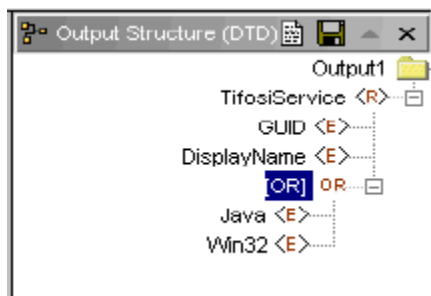 Output Structure (DTD)
Output1
TifosiService <R>
GUID <E>
DisplayName <E>
[OR] OR
Java <E>
Win32 <E>